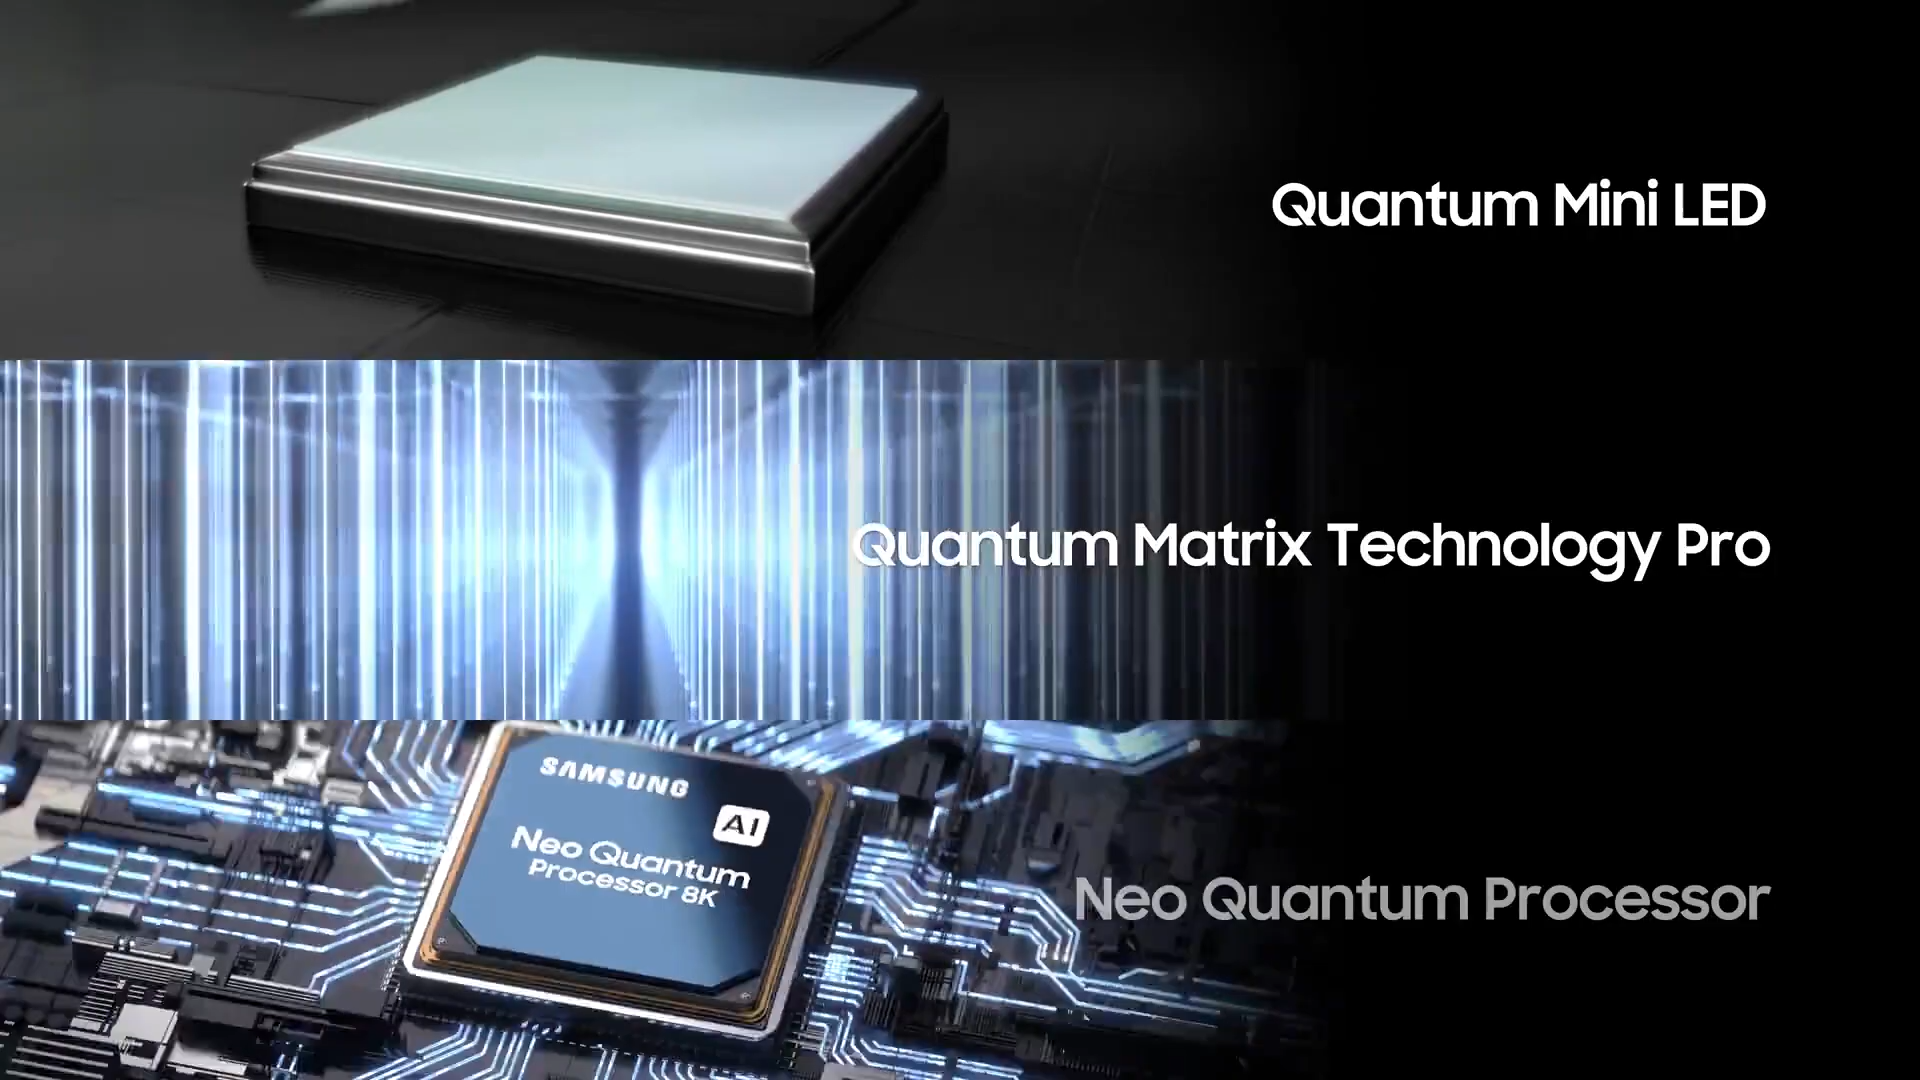 Quantum Mini LED
Quantum Matrix Technology Pro
SAMSUNG
AI
Neo Quantum
Processor 8K
Neo Quantum Processor